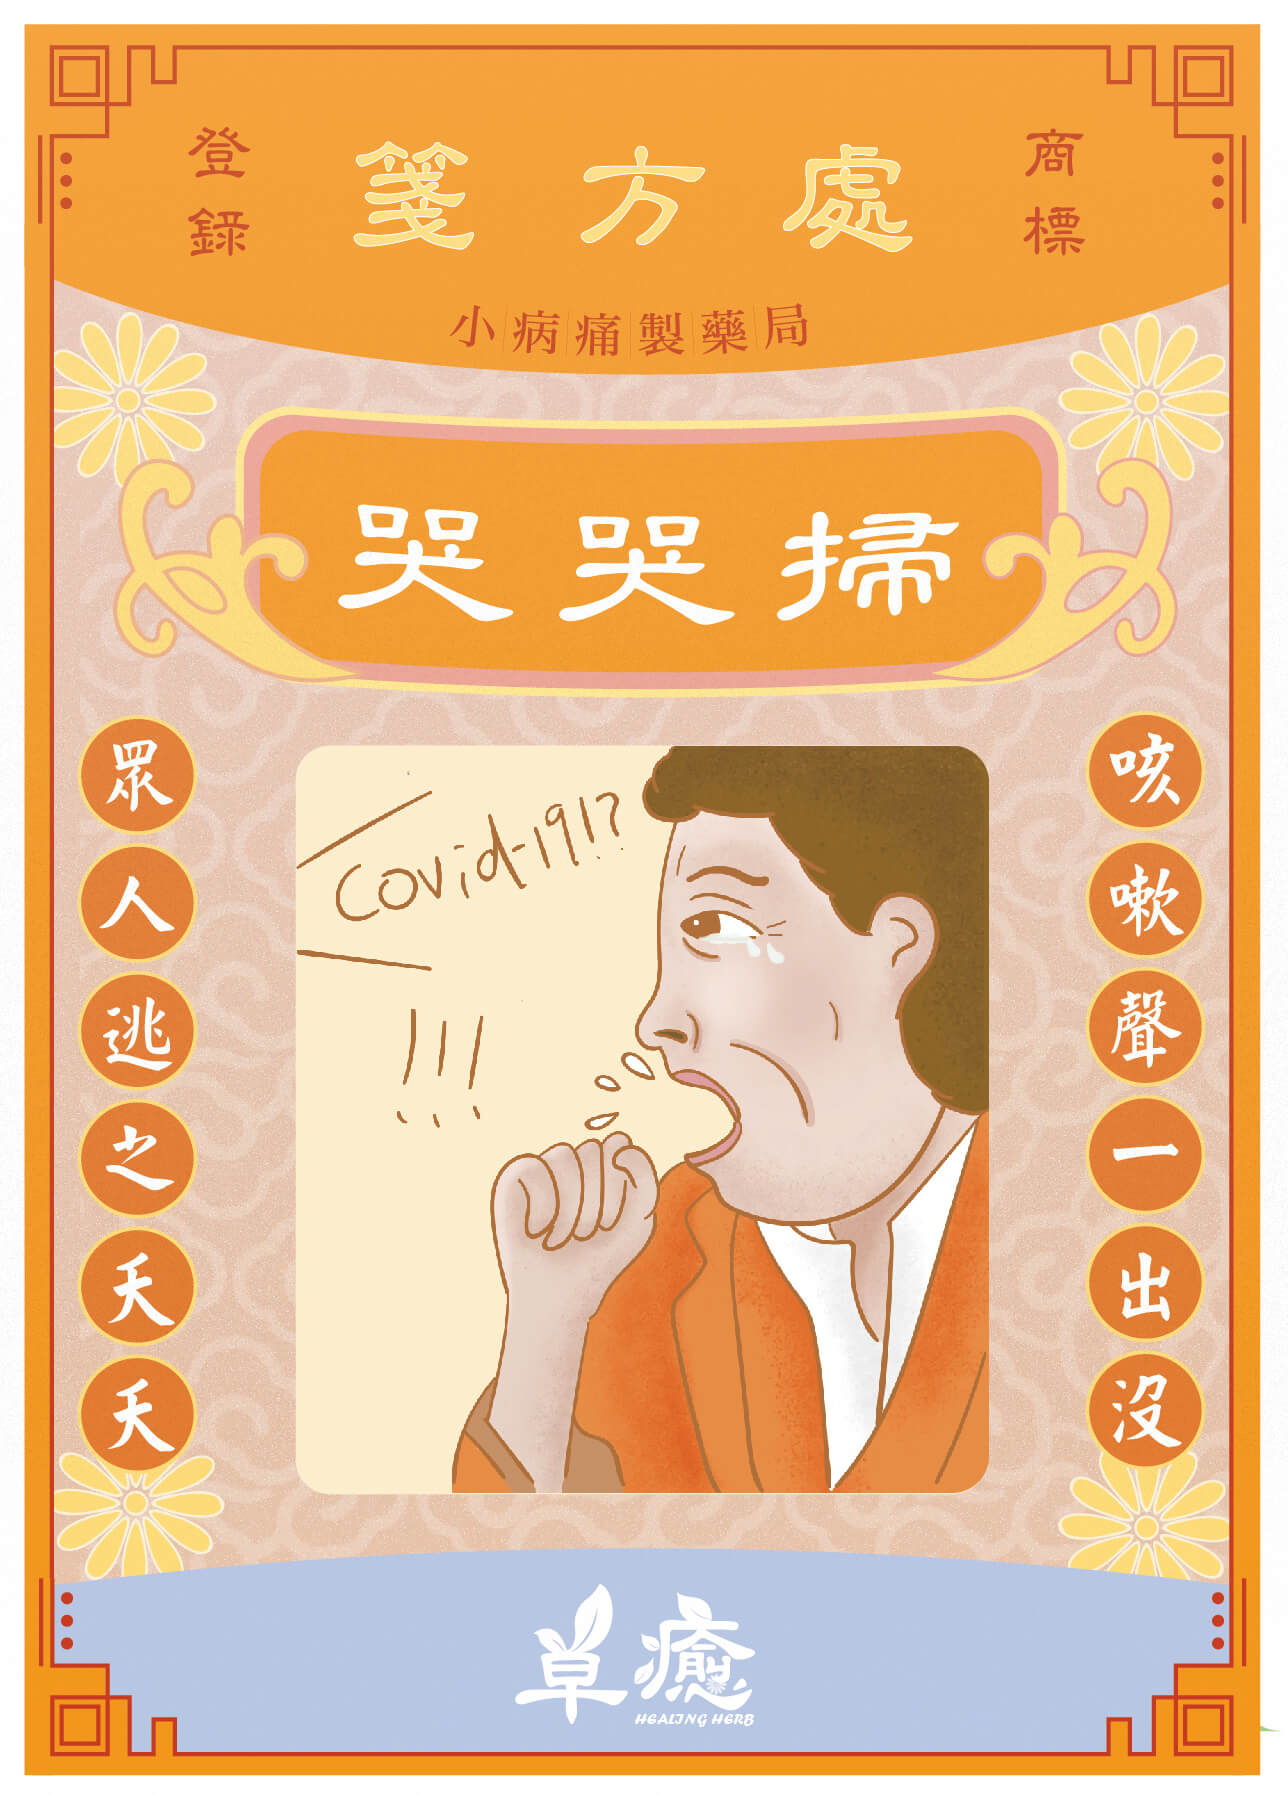 商標
處方箋
登錄
小病痛製藥局
掃哭哭
咳嗽聲一出沒
眾人逃之夭夭
Covid-19!?
!!!
草癒
HEALING HERB